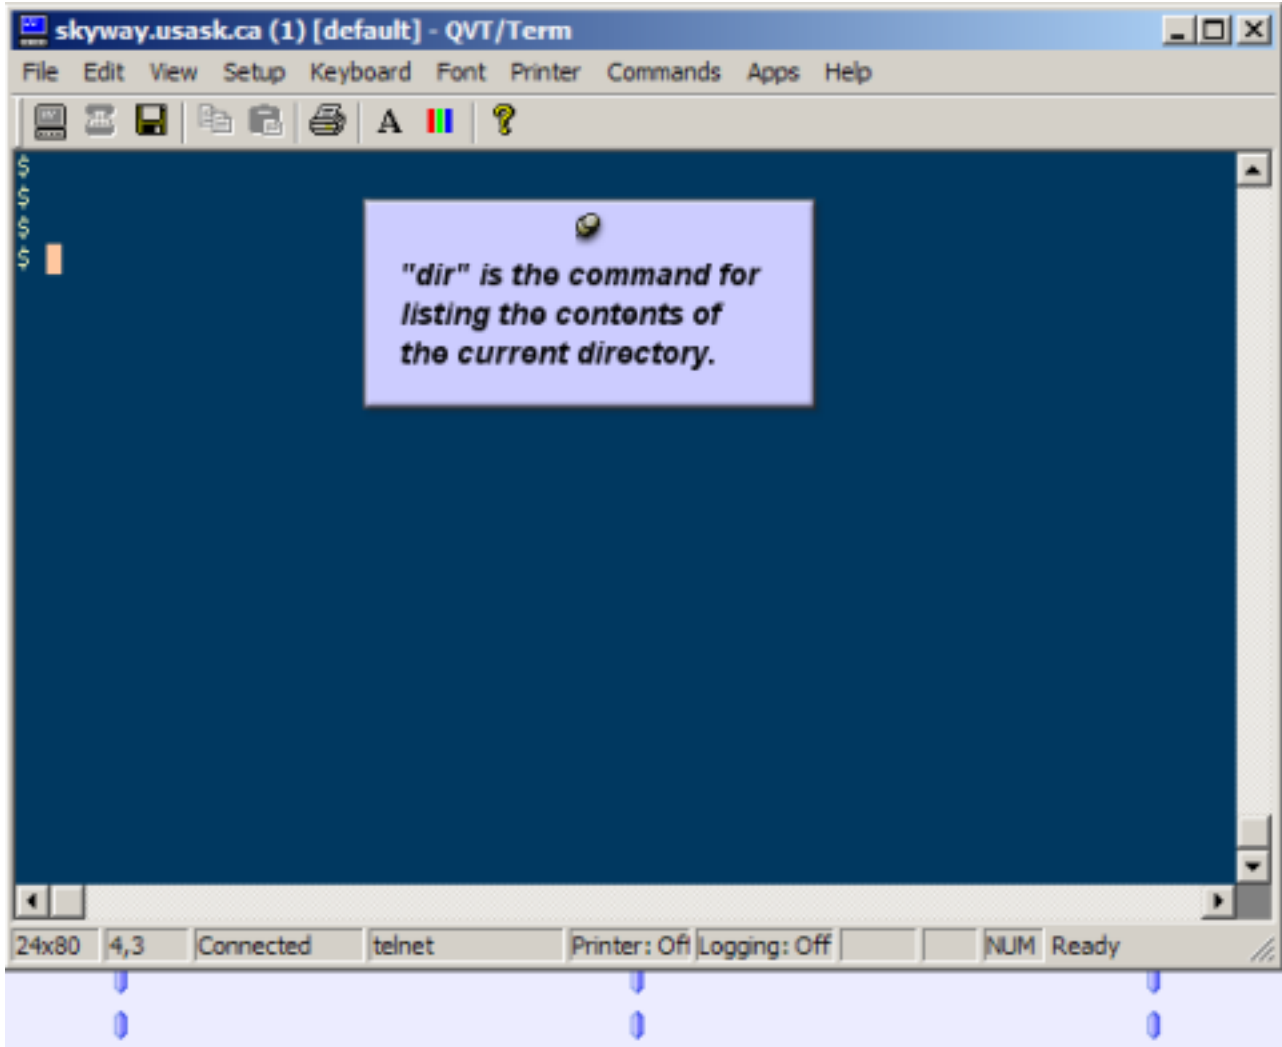 skyway.usask.ca (1) [default] - QVT/Term
File Edit View Setup Keyboard Font Printer Commands Apps Help
A
$
$
$
$
"dir" is the command for
listing the contents of
the current directory.
24x80 4,3 Connected telnet Printer: Off Logging: Off NUM Ready